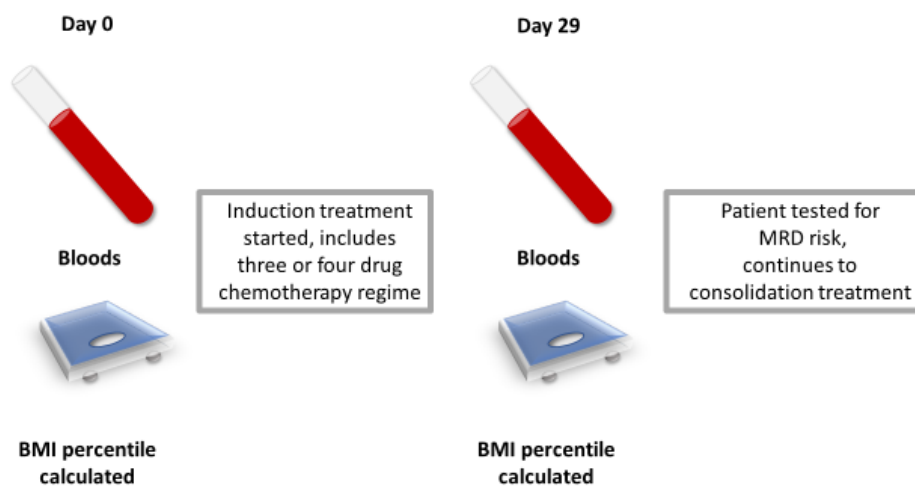 Day 0
Bloods
BMI percentile
calculated
Induction treatment
started, includes
three or four drug
chemotherapy regime
Day 29
Bloods
BMI percentile
calculated
Patient tested for
MRD risk,
continues to
consolidation treatment